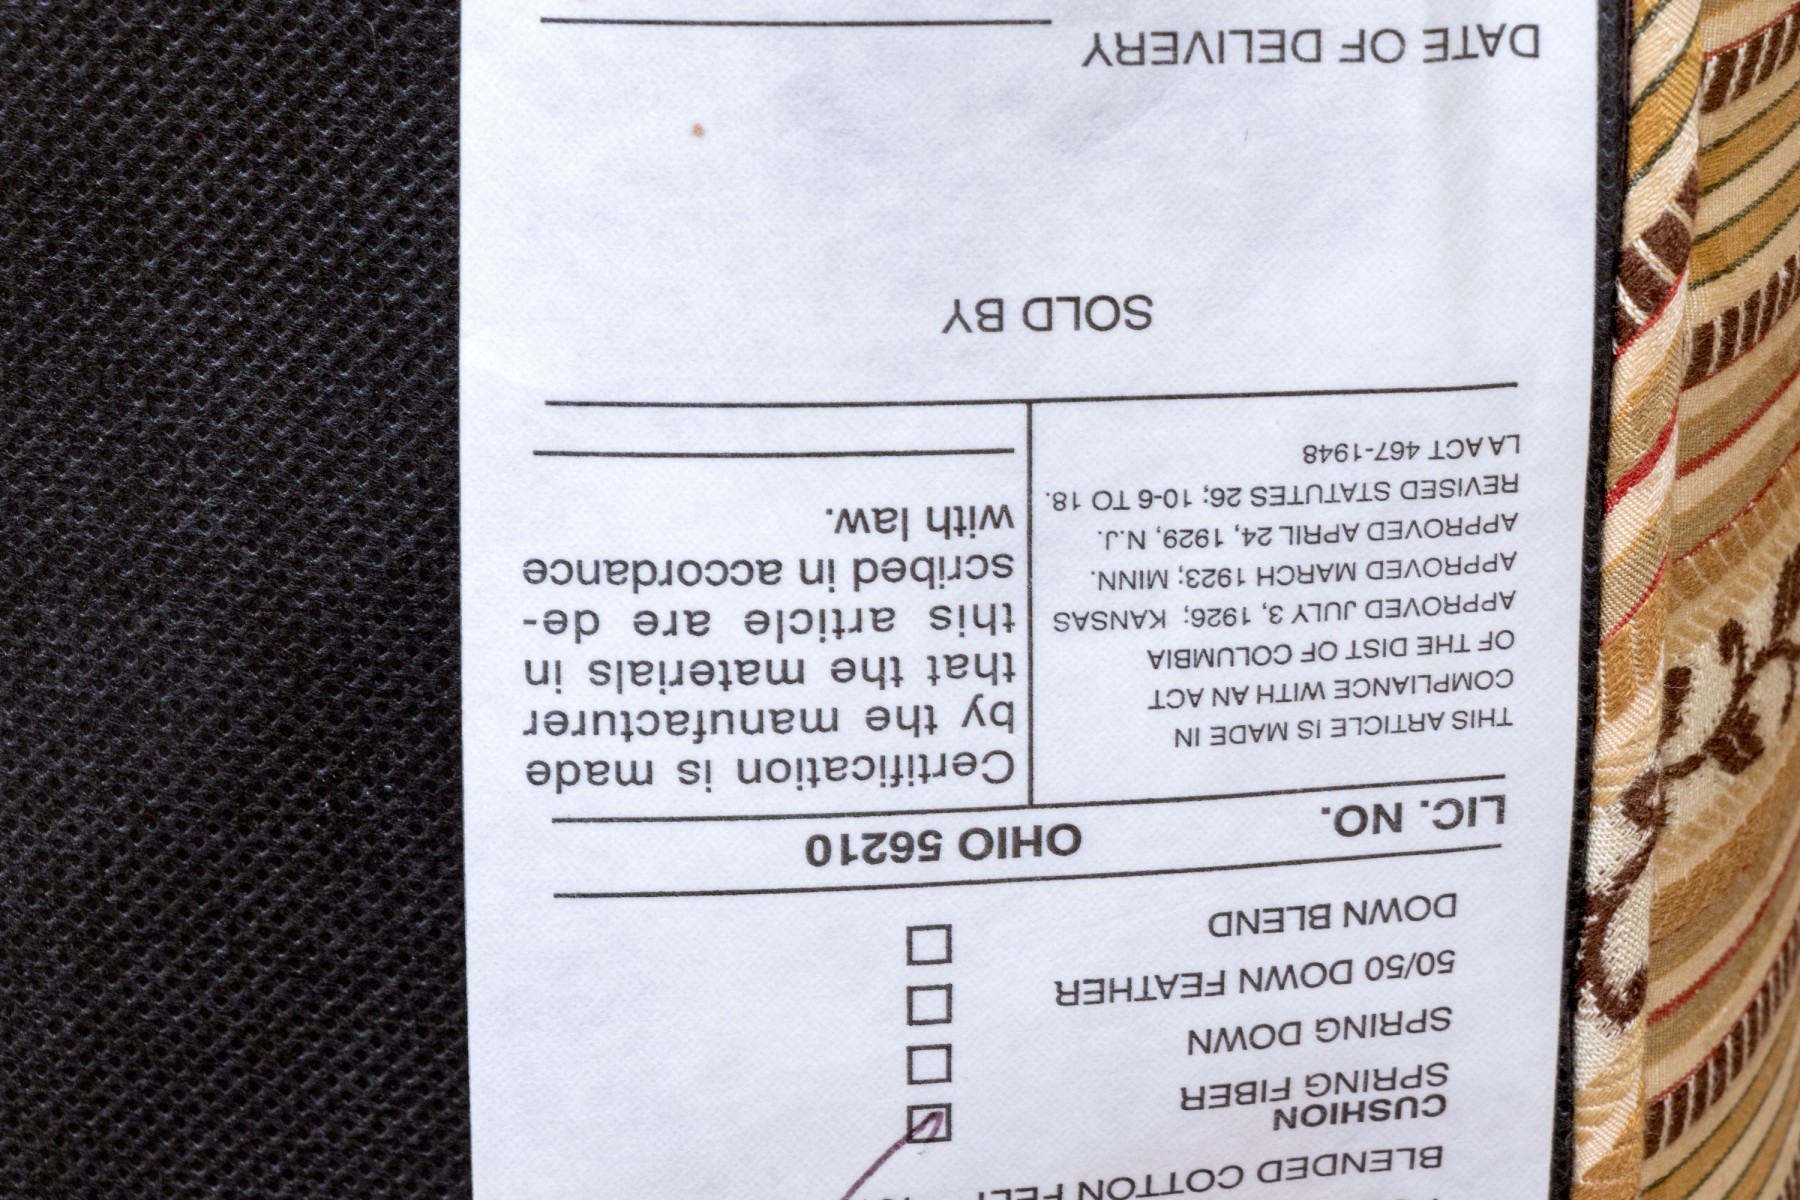 BLENDED COTTON FELT
CUSHION
SPRING FIBER
SPRING DOWN
50/50 DOWN FEATHER
DOWN BLEND
LIC. NO. OHIO 56210
THIS ARTICLE IS MADE IN
COMPLIANCE WITH AN ACT
OF THE DIST OF COLUMBIA
APPROVED JULY 3, 1926; KANSAS
APPROVED MARCH 1923; MINN.
APPROVED APRIL 24, 1929, N.J.
REVISED STATUTES 26; 10-6 TO 18.
LA ACT 467-1948
Certification is made
by the manufacturer
that the materials in
this article are de-
scribed in accordance
with law.
SOLD BY
DATE OF DELIVERY